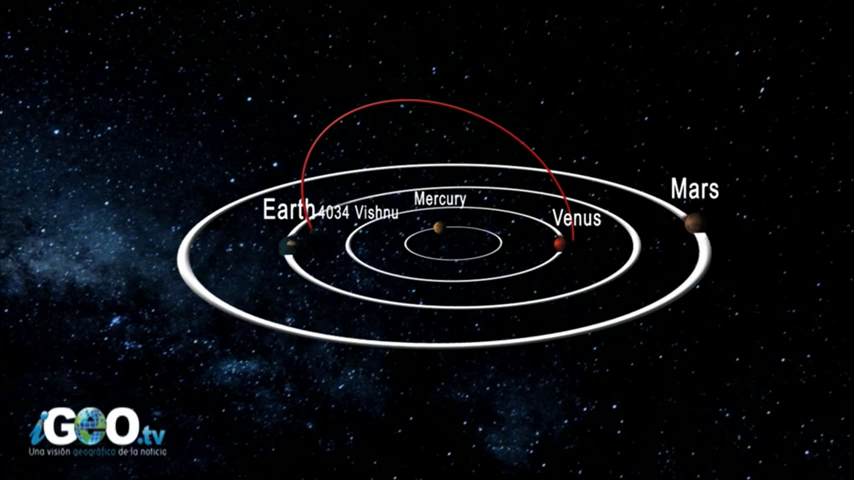 Mars
Mercury
Earth
4034 Vishnu
Venus
iGEO.tv
Una visión geográfica de la noticia